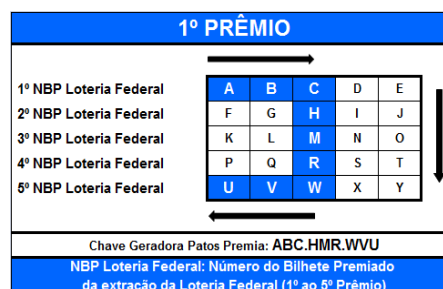 1º PRÊMIO
1º NBP Loteria Federal A B C D E
2º NBP Loteria Federal F G H I J
3º NBP Loteria Federal K L M N O
4º NBP Loteria Federal P Q R S T
5º NBP Loteria Federal U V W X Y
Chave Geradora Patos Premia: ABC.HMR.WVU
NBP Loteria Federal: Número do Bilhete Premiado
da extração da Loteria Federal (1º ao 5º Prêmio)